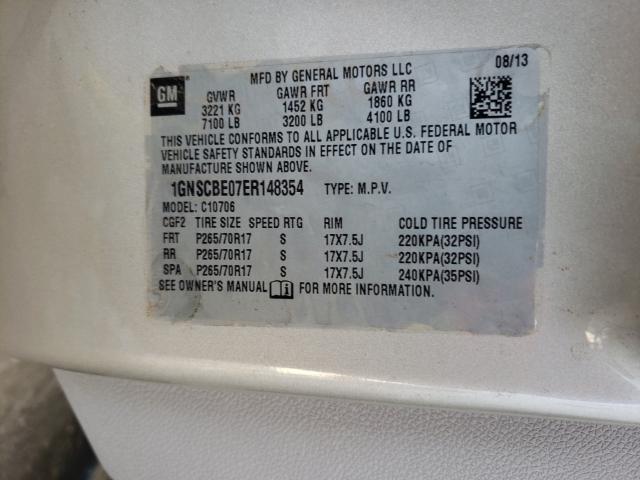 GM
MFD BY GENERAL MOTORS LLC 08/13
GVWR GAWR FRT GAWR RR
3221 KG 1452 KG 1860 KG
7100 LB 3200 LB 4100 LB
THIS VEHICLE CONFORMS TO ALL APPLICABLE U.S. FEDERAL MOTOR
VEHICLE SAFETY STANDARDS IN EFFECT ON THE DATE OF
MANUFACTURE SHOWN ABOVE.
1GNSCBE07ER148354 TYPE: M.P.V.
MODEL: C10706
CGF2 TIRE SIZE SPEED RTG RIM COLD TIRE PRESSURE
FRT P265/70R17 S 17X7.5J 220KPA(32PSI)
RR P265/70R17 S 17X7.5J 220KPA(32PSI)
SPA P265/70R17 S 17X7.5J 240KPA(35PSI)
SEE OWNER'S MANUAL FOR MORE INFORMATION.